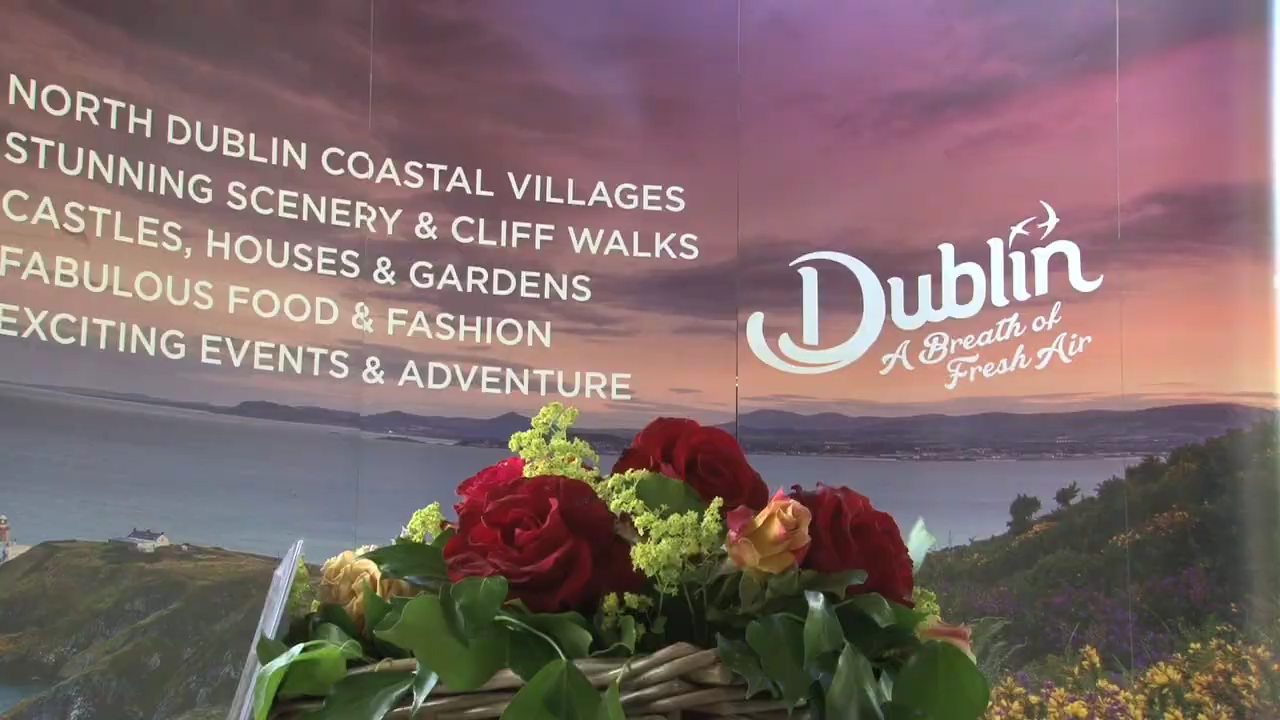 NORTH DUBLIN COASTAL VILLAGES
STUNNING SCENERY & CLIFF WALKS
CASTLES, HOUSES & GARDENS
FABULOUS FOOD & FASHION
EXCITING EVENTS & ADVENTURE
Dublin
A Breath of
Fresh Air